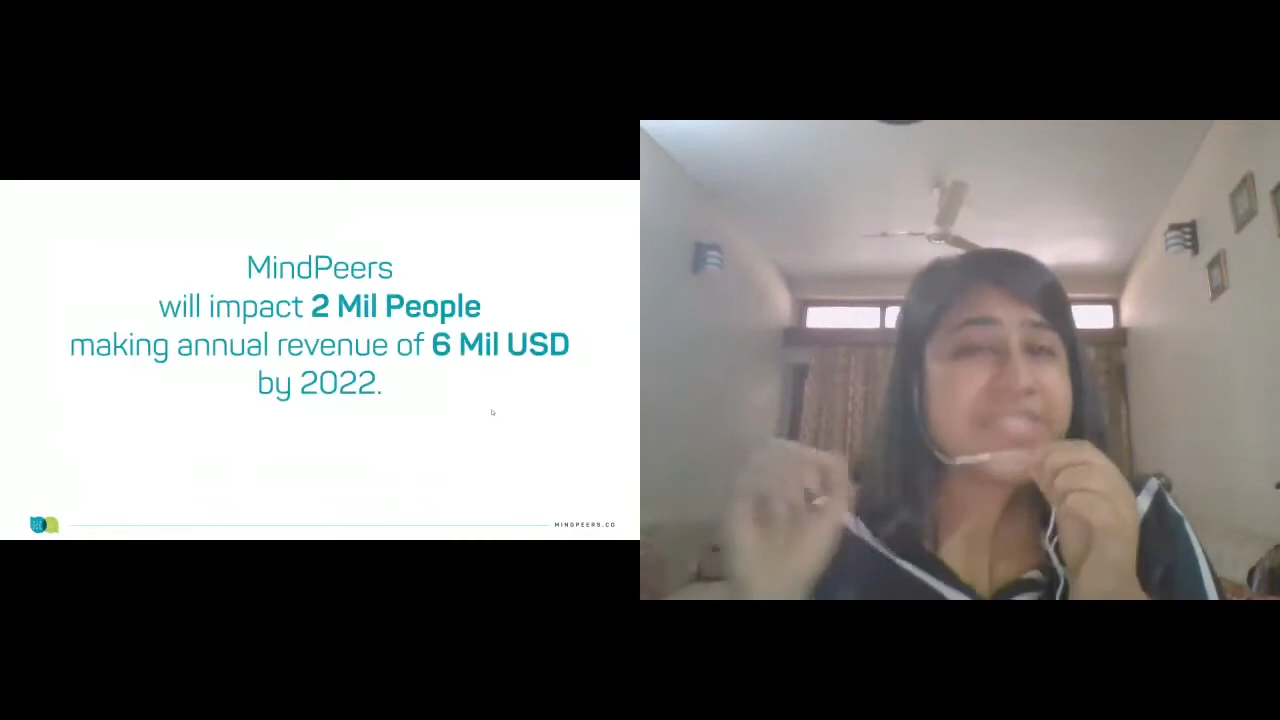 MindPeers
will impact 2 Mil People
making annual revenue of 6 Mil USD
by 2022.
MINDPEERS.CO